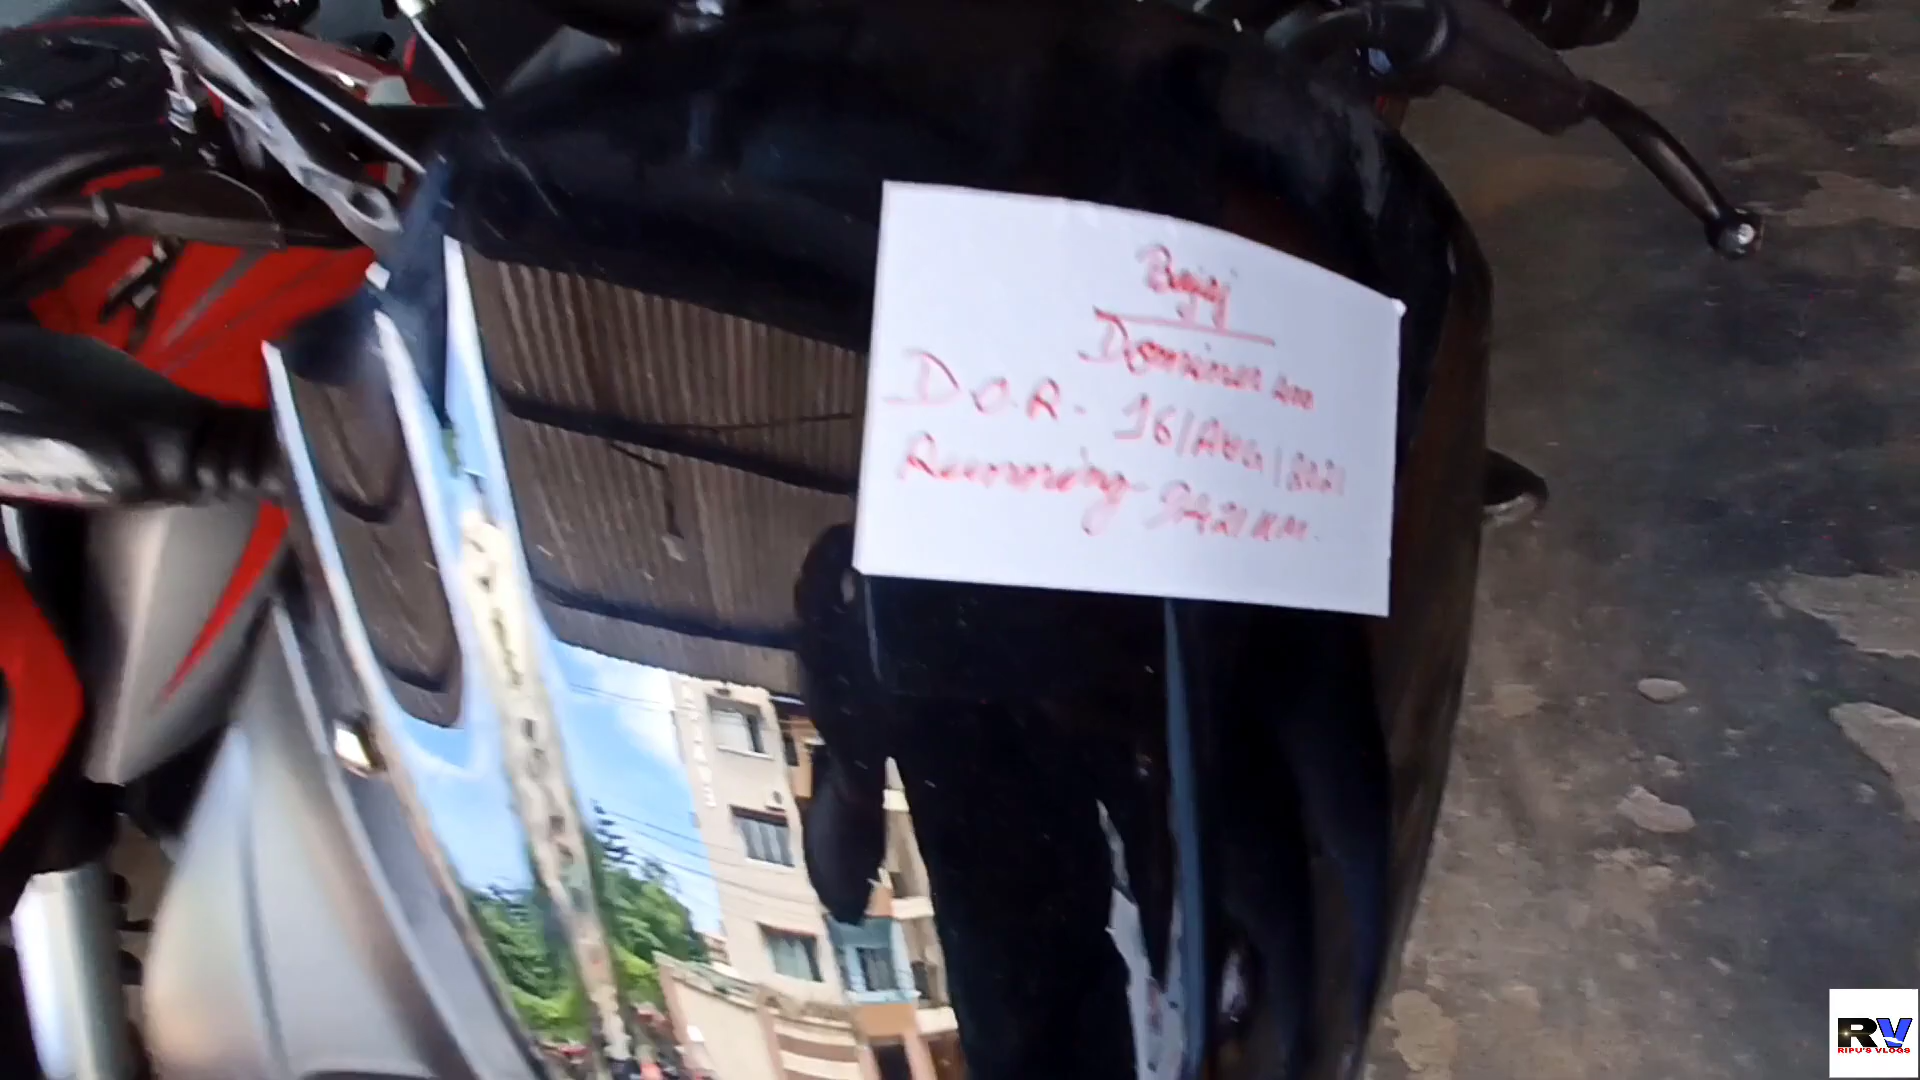 Bajaj
Dominar 400
D.O.R - 16/AUG/2021
Running - 9421 KM.
RV
RIPU'S VLOGS